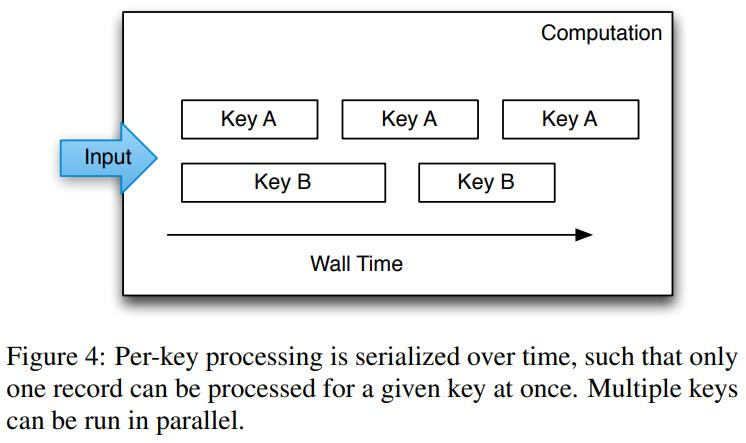 Computation
Key A Key A Key A
Input
Key B Key B
Wall Time
Figure 4: Per-key processing is serialized over time, such that only
one record can be processed for a given key at once. Multiple keys
can be run in parallel.